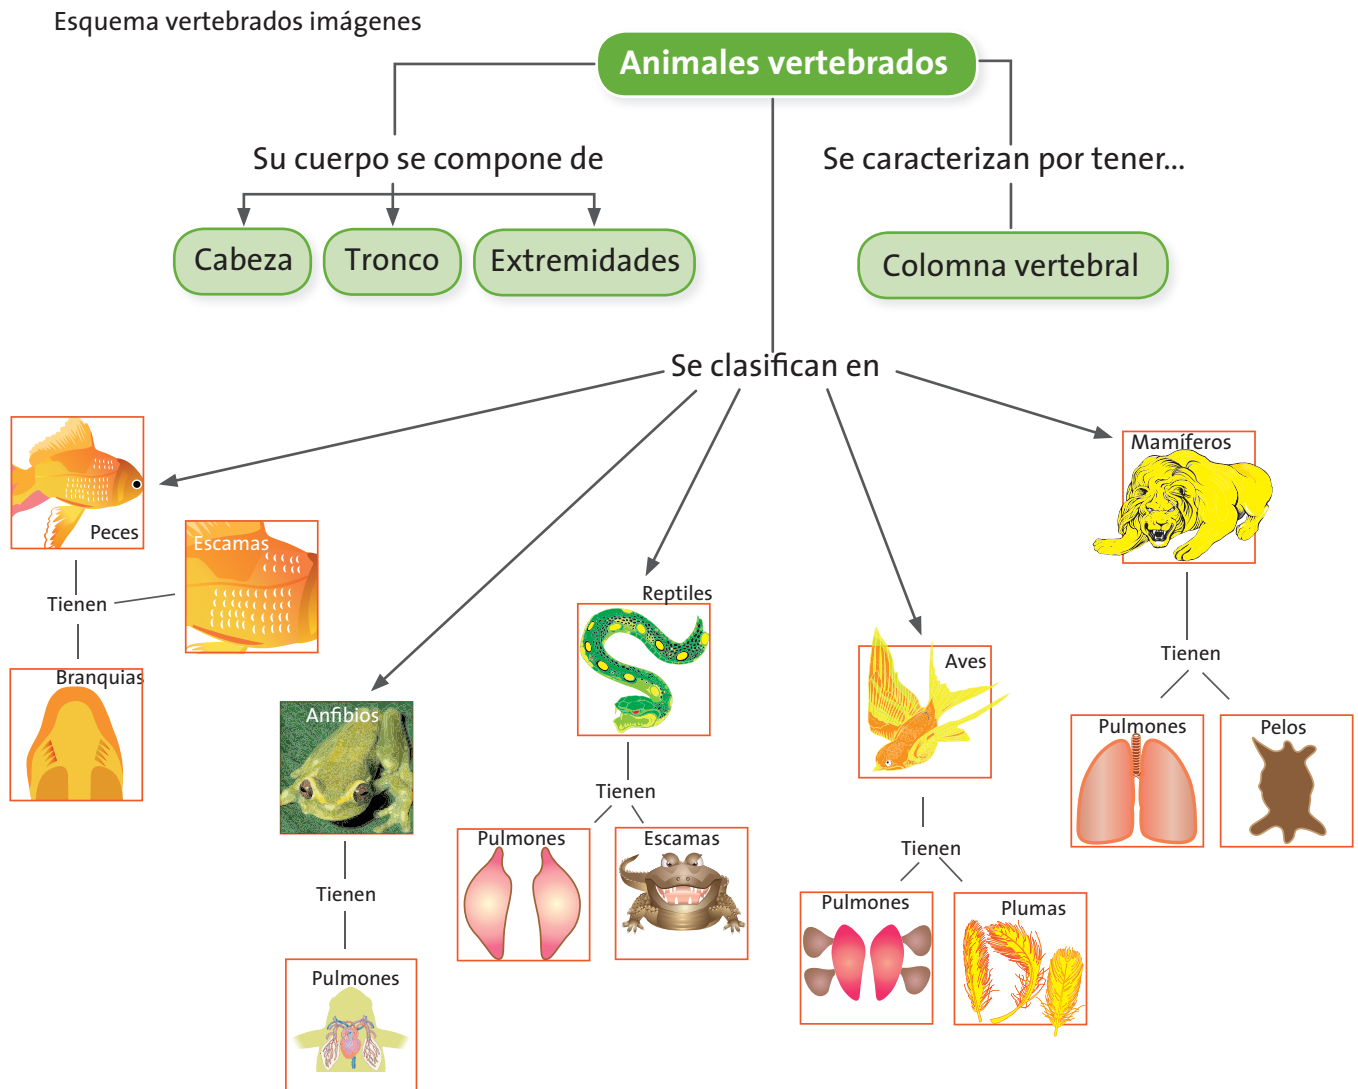 Esquema vertebrados imágenes
Animales vertebrados
Su cuerpo se compone de
Se caracterizan por tener...
Cabeza
Tronco
Extremidades
Colomna vertebral
Se clasifican en
Peces
Tienen
Escamas
Branquias
Anfibios
Tienen
Pulmones
Reptiles
Tienen
Pulmones
Escamas
Aves
Tienen
Pulmones
Plumas
Mamíferos
Tienen
Pulmones
Pelos